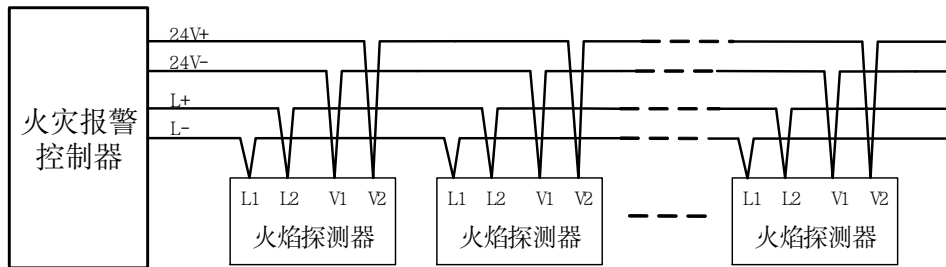 24V+
24V-
L+
L-
火灾报警
控制器
L1 L2 V1 V2
火焰探测器
L1 L2 V1 V2
火焰探测器
L1 L2 V1 V2
火焰探测器